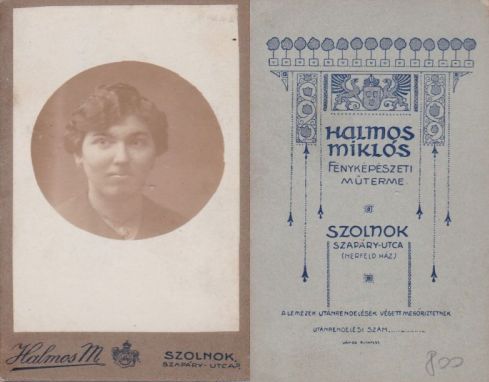 Halmos M.
SZOLNOK,
SZAPÁRY-UTCA
HALMOS
MIKLÓS
FÉNYKÉPÉSZETI
MŰTERME
SZOLNOK
SZAPÁRY-UTCA
(HERFELD HÁZ)
A LEMEZEK UTÁNRENDELÉSEK VÉGETT MEGŐRIZTETNEK
UTÁNRENDELÉSI SZÁM
800